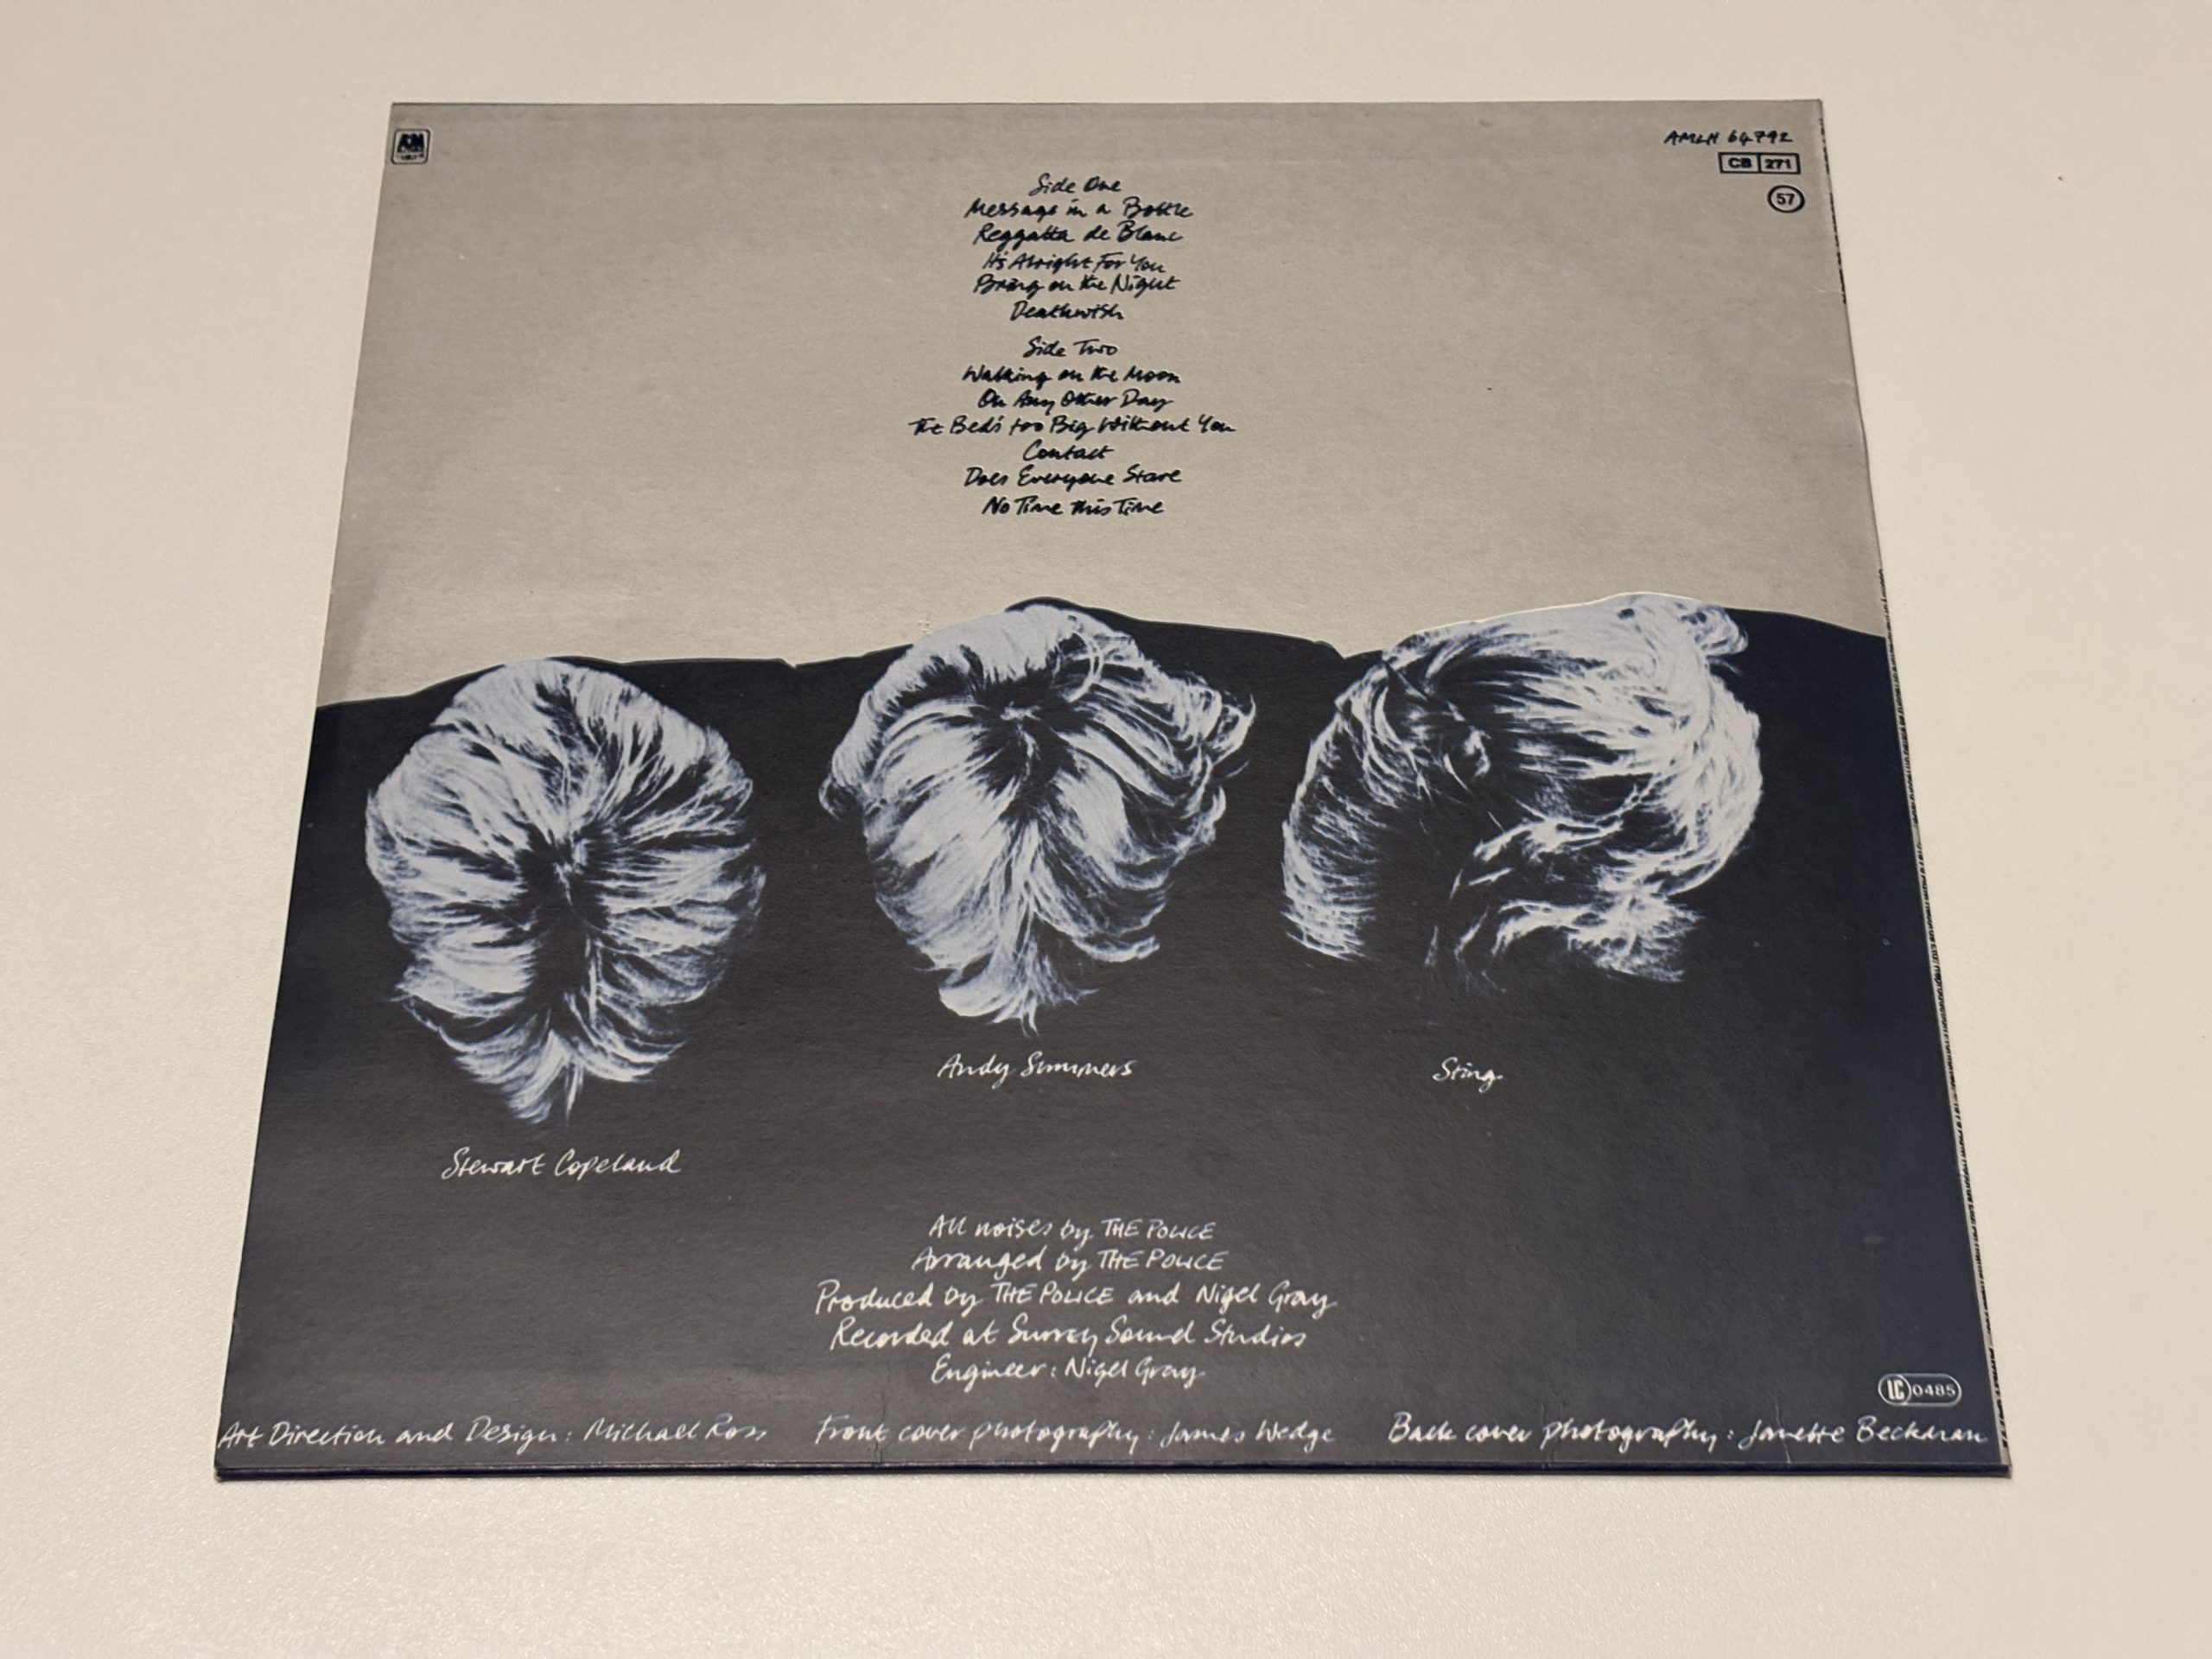 AMLH 64792
CB 271
57
Side One
Message in a Bottle
Reggatta de Blanc
It's Alright For You
Bring on the Night
Deathwish
Side Two
Walking on the Moon
On Any Other Day
The Bed's too Big Without You
Contact
Does Everyone Stare
No Time this Time
Andy Summers
Sting
Stewart Copeland
All noises by THE POLICE
Arranged by THE POLICE
Produced by THE POLICE and Nigel Gray
Recorded at Surrey Sound Studios
Engineer: Nigel Gray
LC 0485
Art Direction and Design: Michael Ross Front cover photography: James Wedge Back cover photography: Janette Beckman